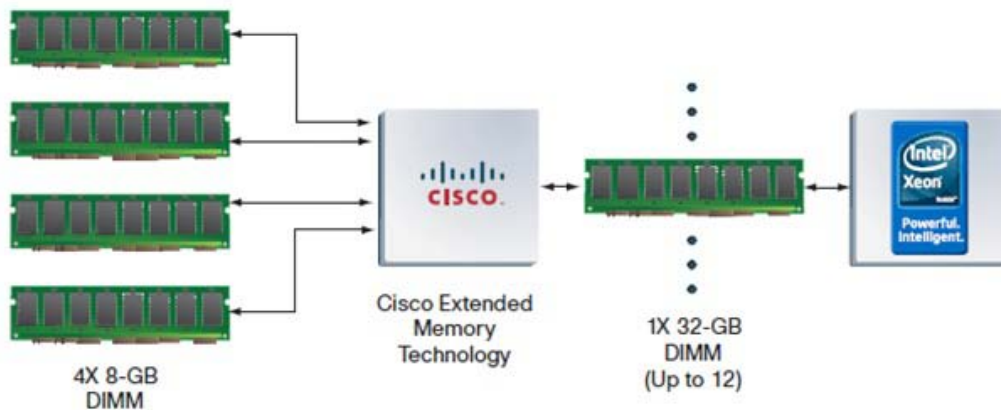 4X 8-GB
DIMM
CISCO
Cisco Extended
Memory
Technology
1X 32-GB
DIMM
(Up to 12)
Intel
Xeon
Powerful.
Intelligent.